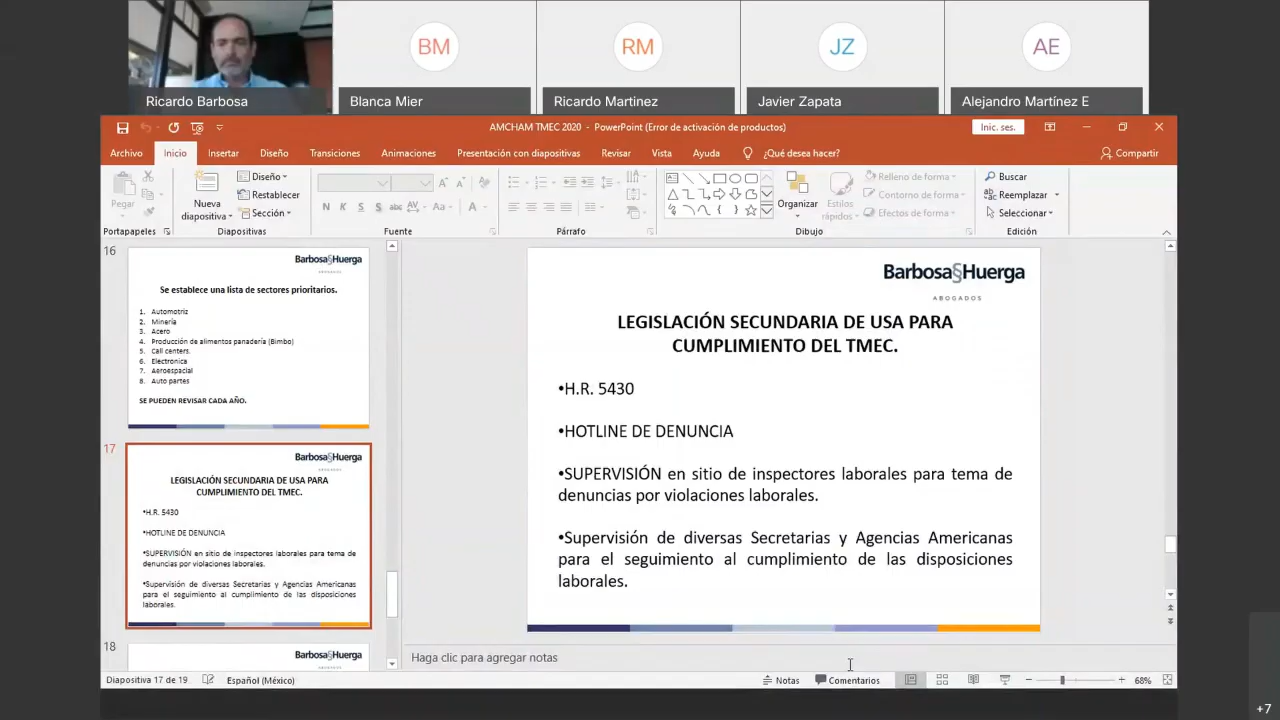 BM
RM
JZ
AE
Ricardo Barbosa
Blanca Mier
Ricardo Martinez
Javier Zapata
Alejandro Martínez E
AMCHAM TMEC 2020 - PowerPoint (Error de activación de productos)
Inic. ses.
Archivo
Inicio
Insertar
Diseño
Transiciones
Animaciones
Presentación con diapositivas
Revisar
Vista
Ayuda
¿Qué desea hacer?
Compartir
Pegar
Nueva
diapositiva
Diseño
Restablecer
Sección
N K S S abc AV Aa A
Organizar
Estilos
rápidos
Relleno de forma
Contorno de forma
Efectos de forma
Buscar
Reemplazar
Seleccionar
Portapapeles
Diapositivas
Fuente
Párrafo
Dibujo
Edición
16
Barbosa§Huerga
Se establece una lista de sectores prioritarios.
1. Automotriz
2. Minería
3. Acero
4. Producción de alimentos panadería (Bimbo)
5. Call centers.
6. Electronica
7. Aeroespacial
8. Auto partes
SE PUEDEN REVISAR CADA AÑO.
17
Barbosa§Huerga
LEGISLACIÓN SECUNDARIA DE USA PARA
CUMPLIMIENTO DEL TMEC.
•H.R. 5430
•HOTLINE DE DENUNCIA
•SUPERVISIÓN en sitio de inspectores laborales para tema de
denuncias por violaciones laborales.
•Supervisión de diversas Secretarias y Agencias Americanas
para el seguimiento al cumplimiento de las disposiciones
laborales.
18
Barbosa§Huerga
Barbosa§Huerga
ABOGADOS
LEGISLACIÓN SECUNDARIA DE USA PARA
CUMPLIMIENTO DEL TMEC.
•H.R. 5430
•HOTLINE DE DENUNCIA
•SUPERVISIÓN en sitio de inspectores laborales para tema de
denuncias por violaciones laborales.
•Supervisión de diversas Secretarias y Agencias Americanas
para el seguimiento al cumplimiento de las disposiciones
laborales.
Haga clic para agregar notas
Diapositiva 17 de 19
Español (México)
Notas
Comentarios
68%
+7